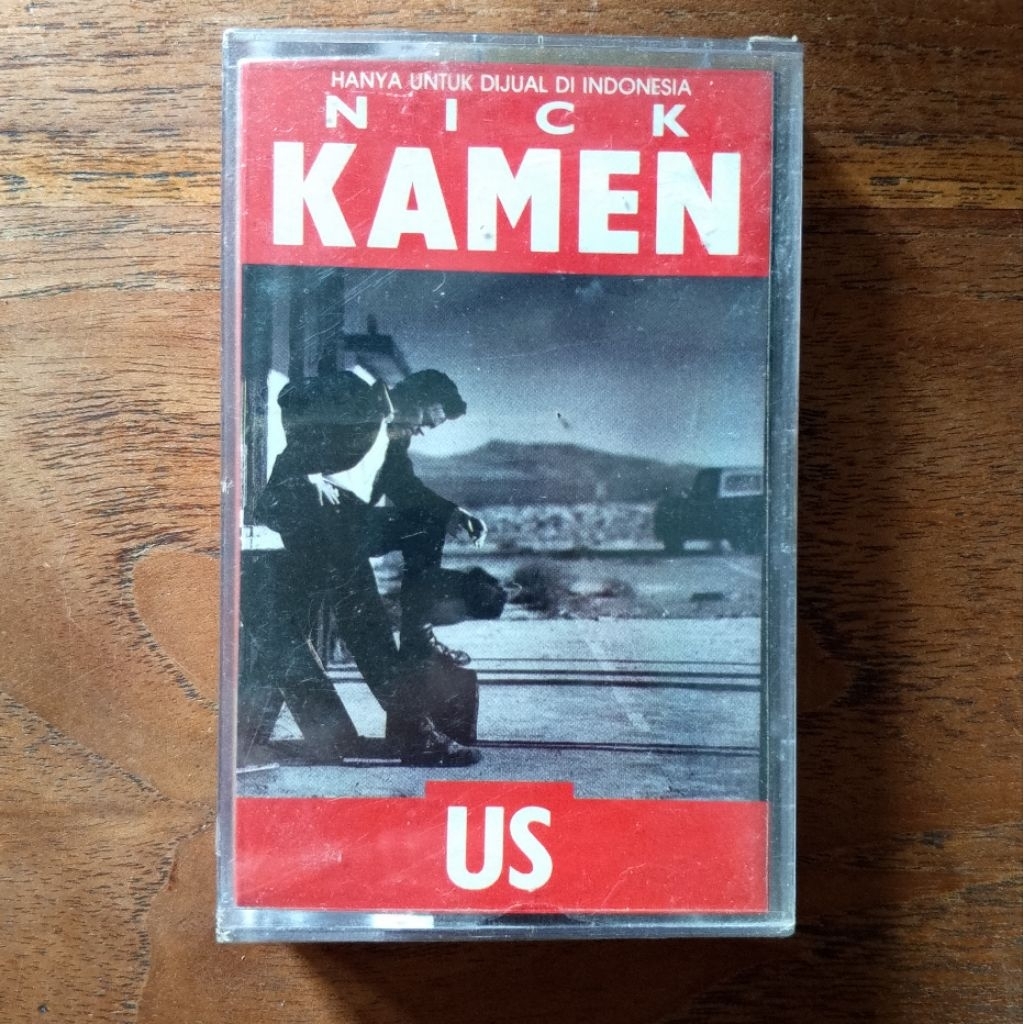 HANYA UNTUK DIJUAL DI INDONESIA
NICK
KAMEN
US